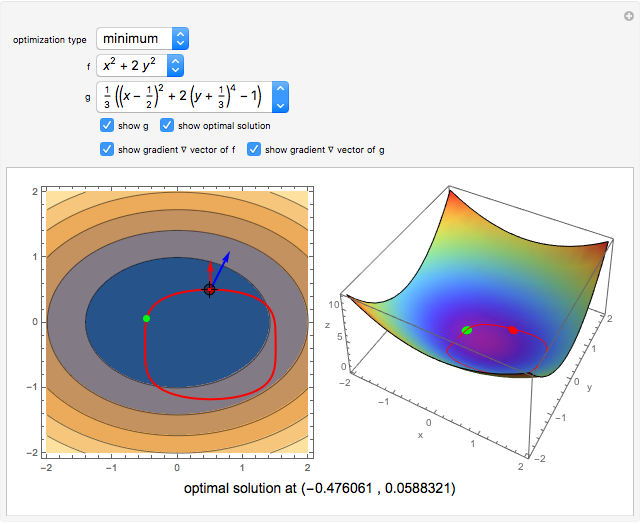 optimization type minimum
f x² + 2 y²
g 1/3 ((x − 1/2)² + 2 (y + 1/3)⁴ − 1)
show g show optimal solution
show gradient ∇ vector of f show gradient ∇ vector of g
2
1
0
−1
−2
−2 −1 0 1 2
10
z 5
0
−2
−1
0
x
1
2
−2
−1
0 y
1
2
optimal solution at (−0.476061 , 0.0588321)